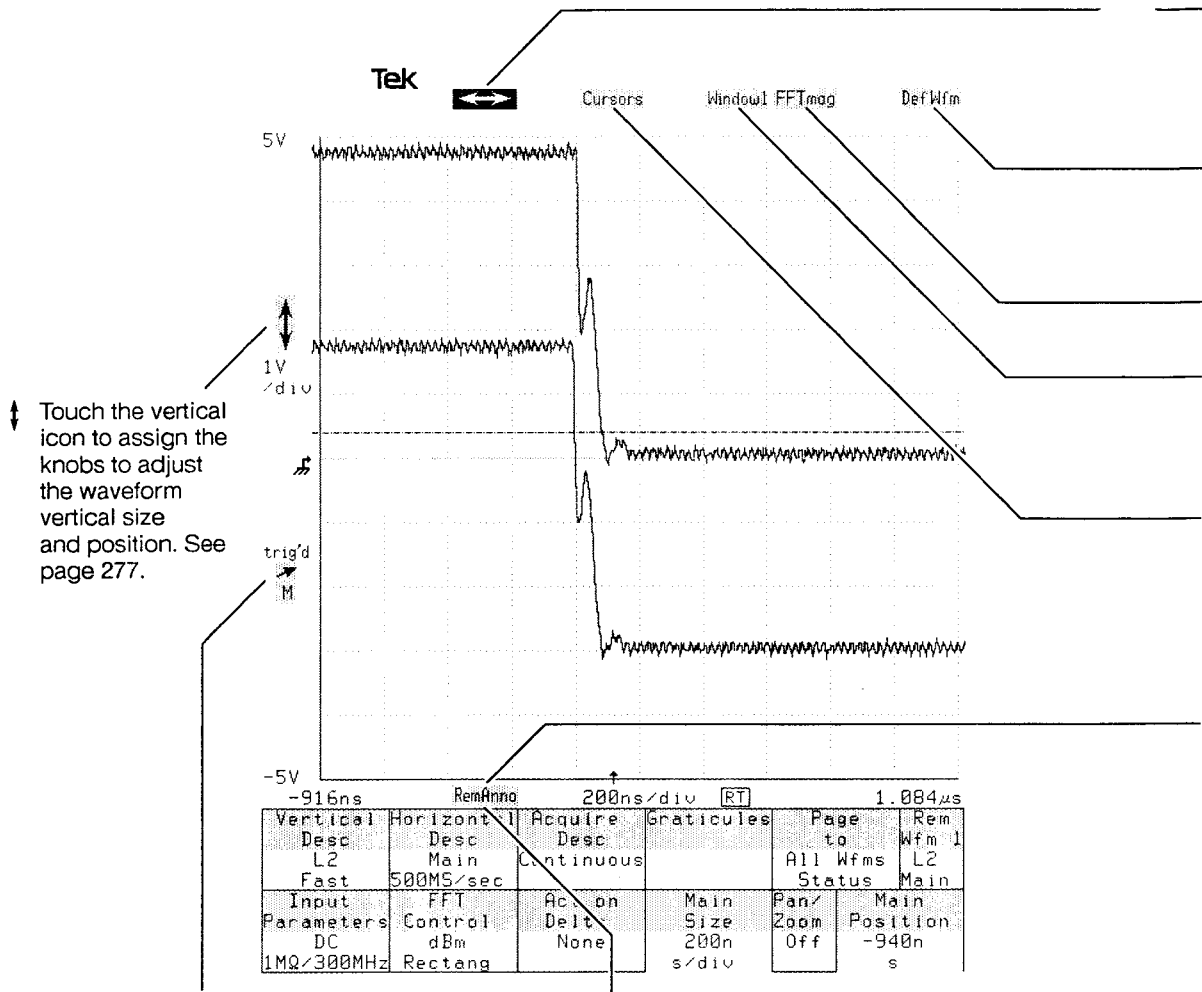 Tek
Cursors Window1 FFTmag DefWfm
5V
1V
/div
Touch the vertical
icon to assign the
knobs to adjust
the waveform
vertical size
and position. See
page 277.
trig'd
M
-5V
-916ns RemAnno 200ns/div RT 1.084µs
Vertical Desc
L2
Fast
Horizontal Desc
Main
500MS/sec
Acquire Desc
Continuous
Graticules
Page to
All Wfms
Status
Rem Wfm 1
L2
Main
Input Parameters
DC
1MΩ/300MHz
FFT Control
dBm
Rectang
Act on Delta
None
Main Size
200n
s/div
Pan/ Zoom
Off
Main Position
-940n
s